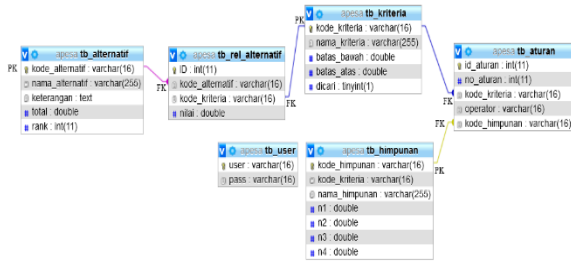 apesa tb_alternatif
kode_alternatif : varchar(16)
nama_alternatif : varchar(255)
keterangan : text
total : double
rank : int(11)
PK
apesa tb_rel_alternatif
ID : int(11)
kode_alternatif : varchar(16)
kode_kriteria : varchar(16)
nilai : double
FK
FK
PK
apesa tb_kriteria
kode_kriteria : varchar(16)
nama_kriteria : varchar(255)
batas_bawah : double
batas_atas : double
dicari : tinyint(1)
PK
apesa tb_aturan
id_aturan : int(11)
no_aturan : int(11)
kode_kriteria : varchar(16)
operator : varchar(16)
kode_himpunan : varchar(16)
FK
FK
apesa tb_user
user : varchar(16)
pass : varchar(16)
apesa tb_himpunan
kode_himpunan : varchar(16)
kode_kriteria : varchar(16)
nama_himpunan : varchar(255)
n1 : double
n2 : double
n3 : double
n4 : double
PK